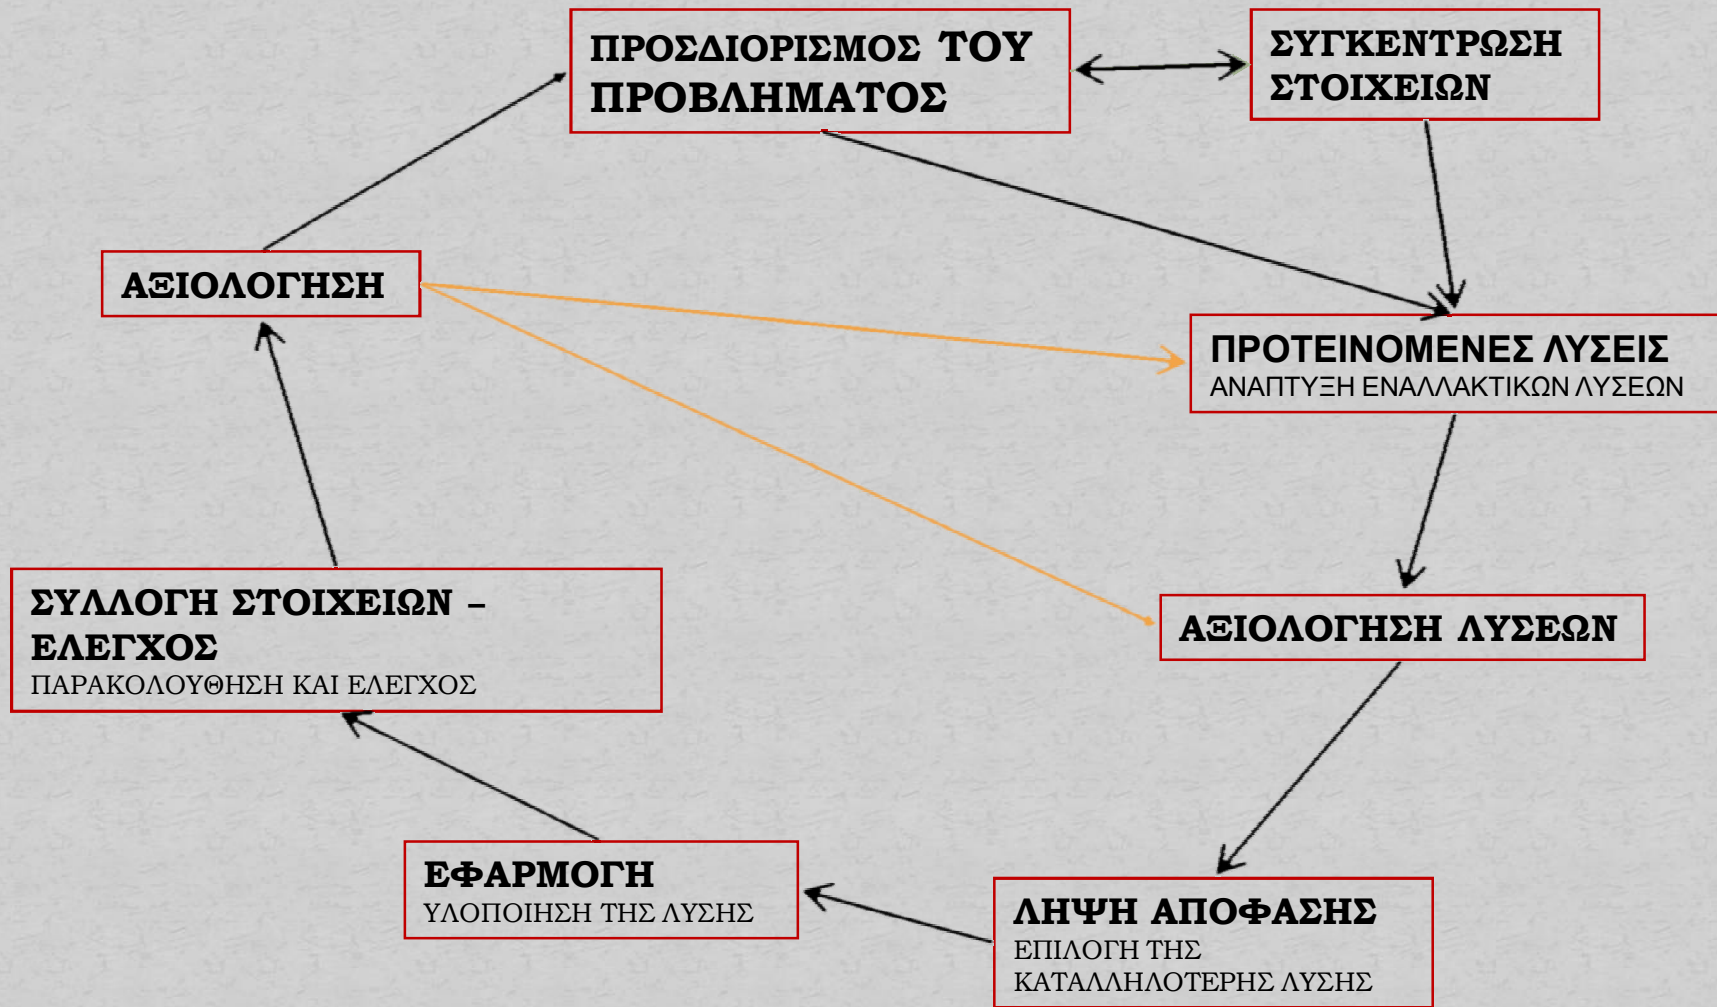 ΠΡΟΣΔΙΟΡΙΣΜΟΣ ΤΟΥ
ΠΡΟΒΛΗΜΑΤΟΣ
ΣΥΓΚΕΝΤΡΩΣΗ
ΣΤΟΙΧΕΙΩΝ
ΑΞΙΟΛΟΓΗΣΗ
ΠΡΟΤΕΙΝΟΜΕΝΕΣ ΛΥΣΕΙΣ
ΑΝΑΠΤΥΞΗ ΕΝΑΛΛΑΚΤΙΚΩΝ ΛΥΣΕΩΝ
ΣΥΛΛΟΓΗ ΣΤΟΙΧΕΙΩΝ –
ΕΛΕΓΧΟΣ
ΠΑΡΑΚΟΛΟΥΘΗΣΗ ΚΑΙ ΕΛΕΓΧΟΣ
ΑΞΙΟΛΟΓΗΣΗ ΛΥΣΕΩΝ
ΕΦΑΡΜΟΓΗ
ΥΛΟΠΟΙΗΣΗ ΤΗΣ ΛΥΣΗΣ
ΛΗΨΗ ΑΠΟΦΑΣΗΣ
ΕΠΙΛΟΓΗ ΤΗΣ
ΚΑΤΑΛΛΗΛΟΤΕΡΗΣ ΛΥΣΗΣ